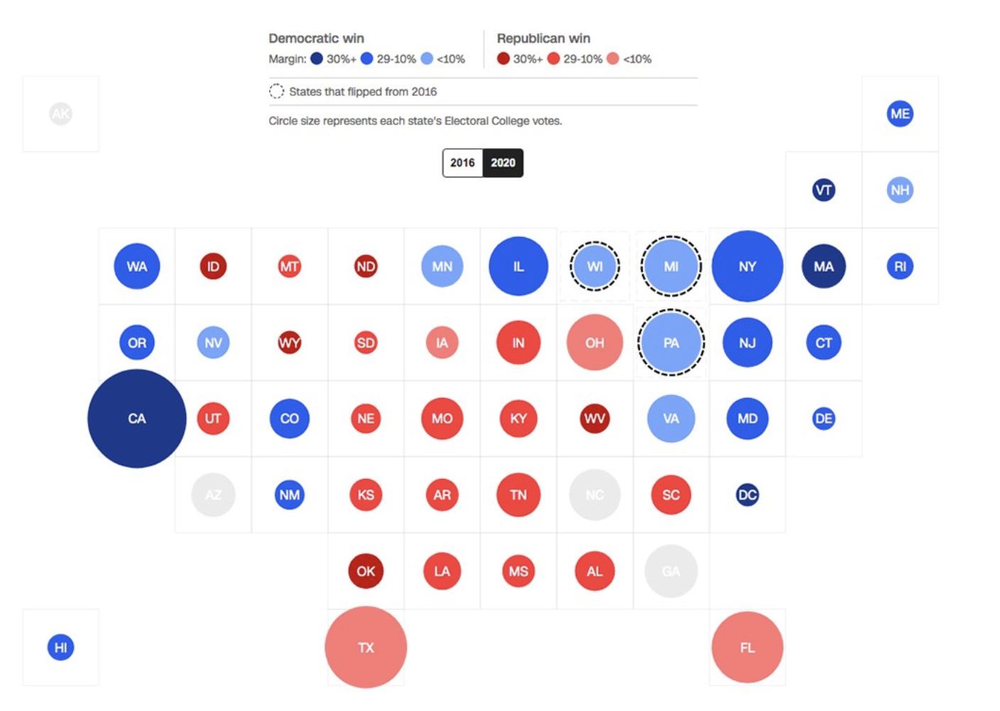 Democratic win
Republican win
Margin: 30%+ 29-10% <10%
30%+ 29-10% <10%
States that flipped from 2016
Circle size represents each state's Electoral College votes.
2016 2020
AK ME
VT NH
WA ID MT ND MN IL WI MI NY MA RI
OR NV WY SD IA IN OH PA NJ CT
CA UT CO NE MO KY WV VA MD DE
AZ NM KS AR TN NC SC DC
OK LA MS AL GA
HI TX FL